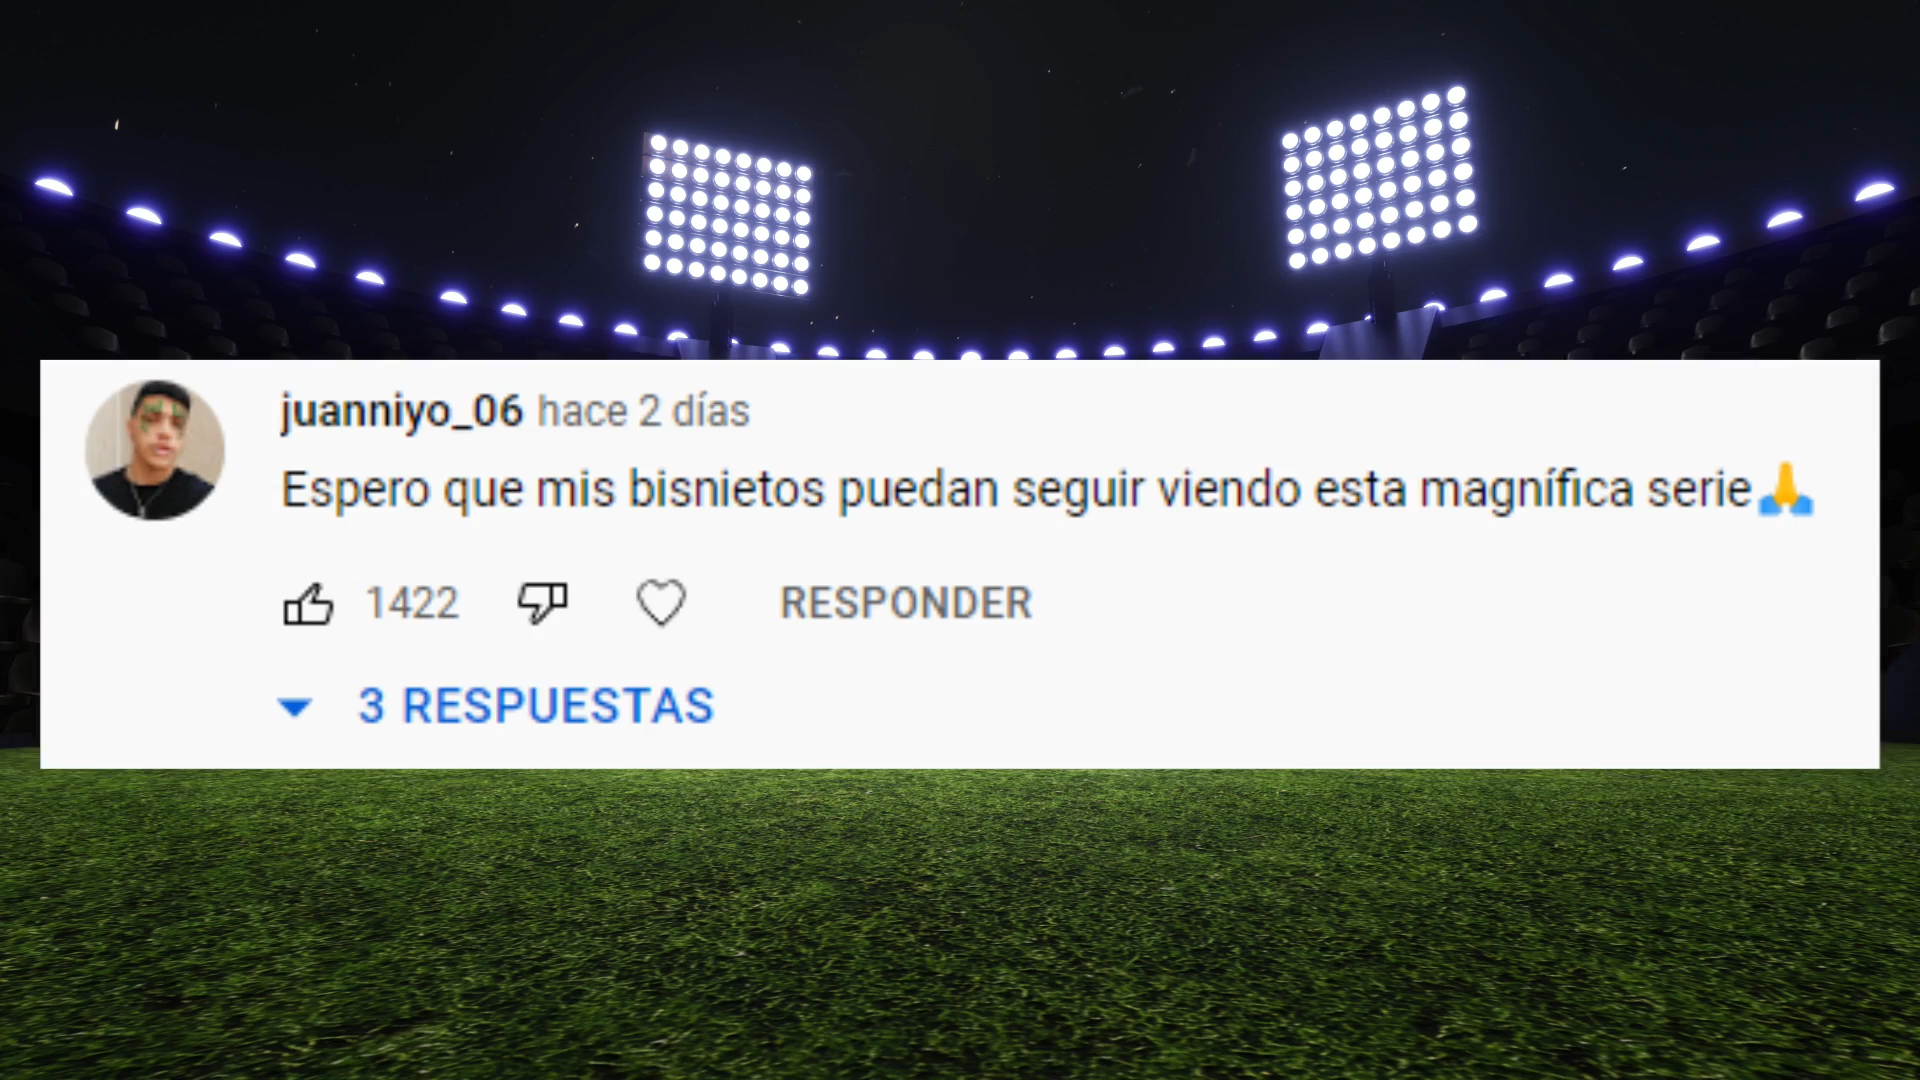 juanniyo_06 hace 2 días
Espero que mis bisnietos puedan seguir viendo esta magnífica serie🙏
1422 RESPONDER
3 RESPUESTAS